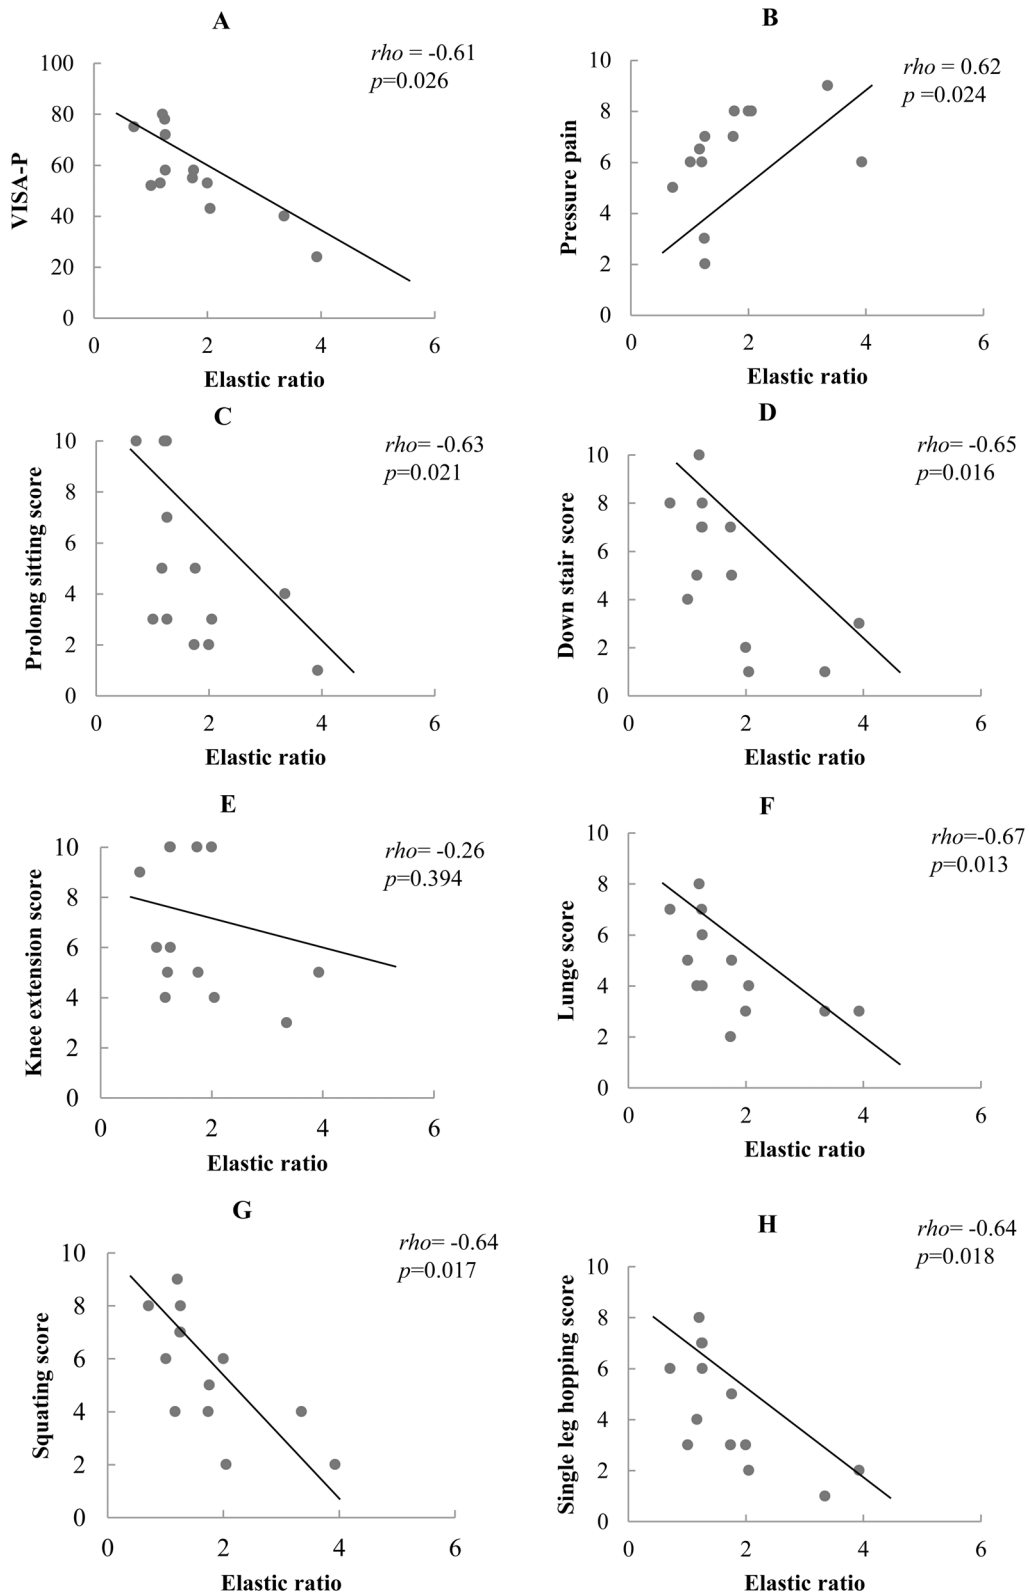 A
rho = -0.61
p=0.026
100
80
60
40
20
0
VISA-P
0 2 4 6
Elastic ratio
B
rho = 0.62
p =0.024
10
8
6
4
2
0
Pressure pain
0 2 4 6
Elastic ratio
C
rho= -0.63
p=0.021
10
8
6
4
2
0
Prolong sitting score
0 2 4 6
Elastic ratio
D
rho= -0.65
p=0.016
10
8
6
4
2
0
Down stair score
0 2 4 6
Elastic ratio
E
rho= -0.26
p=0.394
10
8
6
4
2
0
Knee extension score
0 2 4 6
Elastic ratio
F
rho=-0.67
p=0.013
10
8
6
4
2
0
Lunge score
0 2 4 6
Elastic ratio
G
rho= -0.64
p=0.017
10
8
6
4
2
0
Squating score
0 2 4 6
Elastic ratio
H
rho= -0.64
p=0.018
10
8
6
4
2
0
Single leg hopping score
0 2 4 6
Elastic ratio